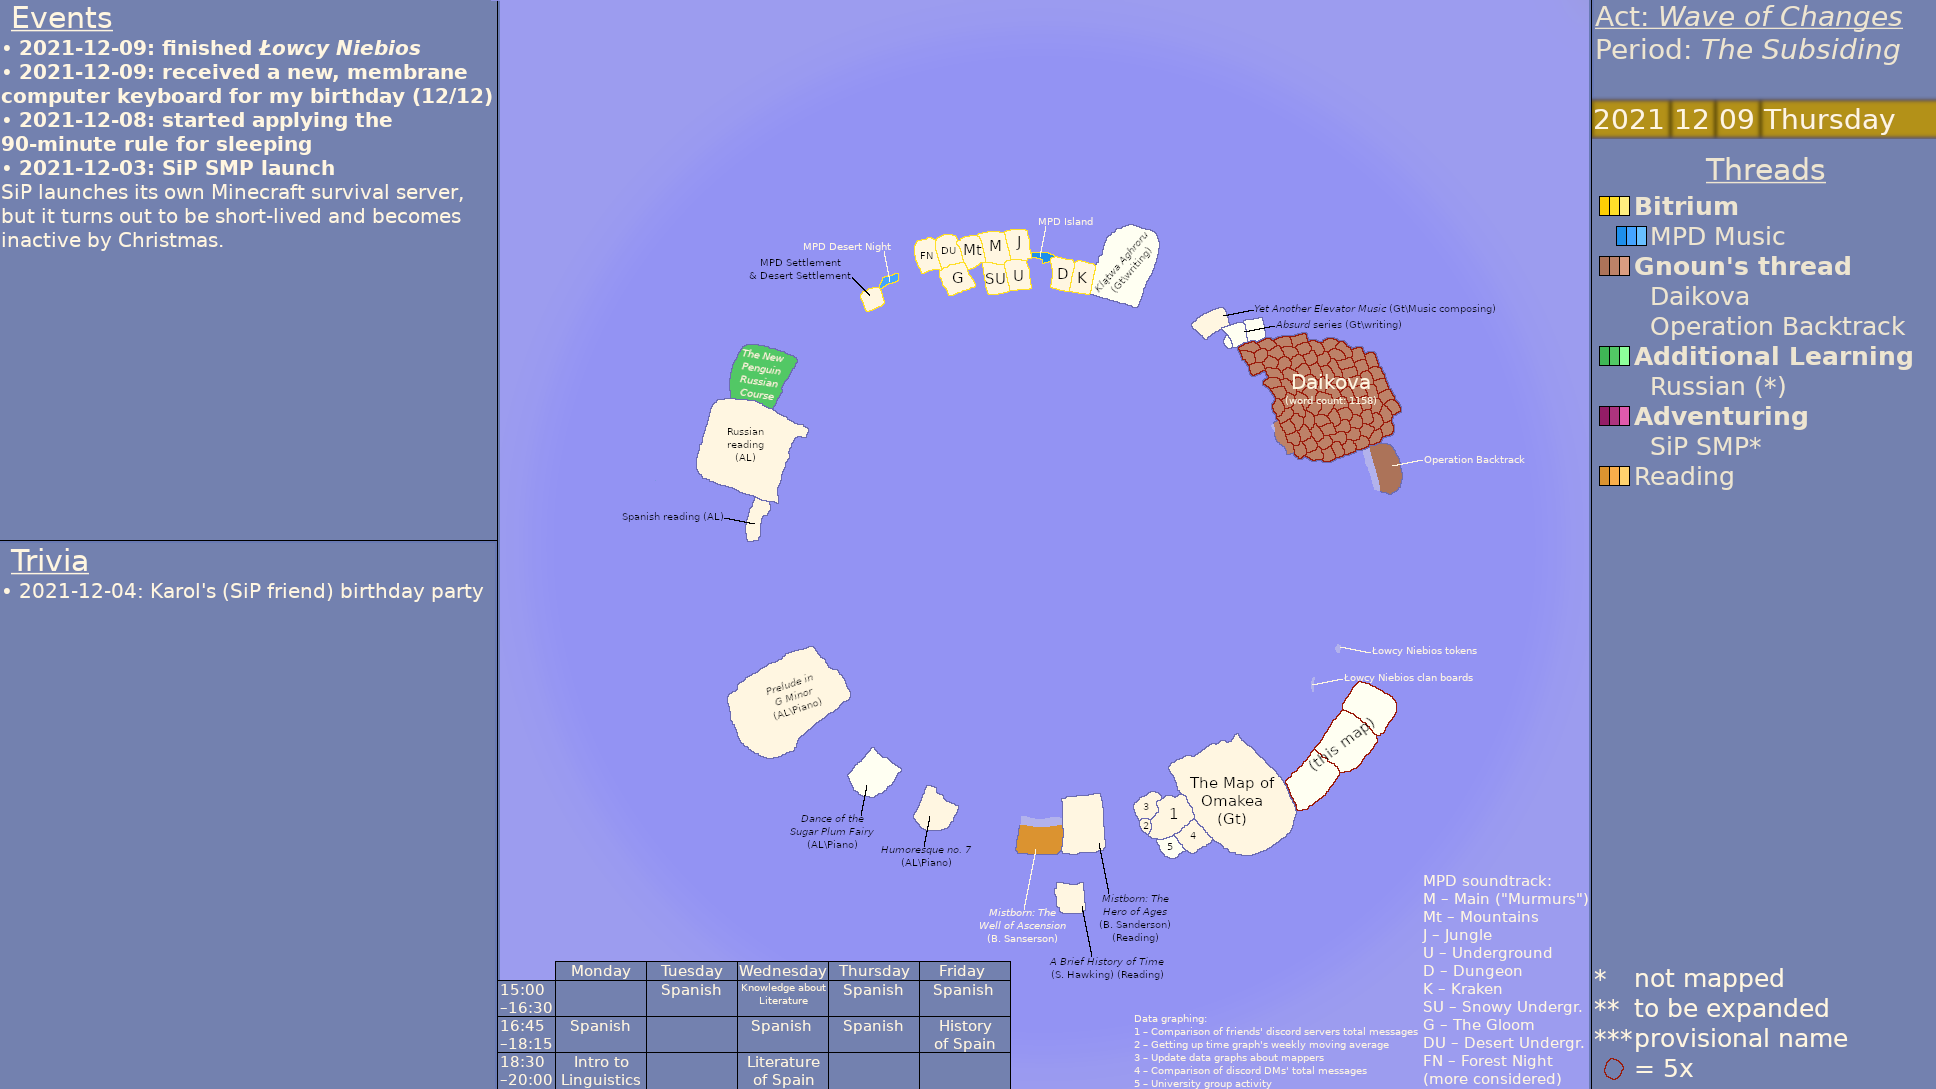 Events
• 2021-12-09: finished Łowcy Niebios
• 2021-12-09: received a new, membrane
computer keyboard for my birthday (12/12)
• 2021-12-08: started applying the
90-minute rule for sleeping
• 2021-12-03: SiP SMP launch
SiP launches its own Minecraft survival server,
but it turns out to be short-lived and becomes
inactive by Christmas.
Trivia
• 2021-12-04: Karol's (SiP friend) birthday party
MPD Island
MPD Desert Night
MPD Settlement
& Desert Settlement
FN
DU
Mt
M
J
G
SU
U
D
K
Klątwa Aghroru
(Gt\writing)
Yet Another Elevator Music (Gt\Music composing)
Absurd series (Gt\writing)
The New
Penguin
Russian
Course
Daikova
(word count: 1158)
Russian
reading
(AL)
Operation Backtrack
Spanish reading (AL)
Łowcy Niebios tokens
Łowcy Niebios clan boards
Prelude in
G Minor
(AL\Piano)
(this map)
The Map of
Omakea
(Gt)
3
1
2
4
5
Dance of the
Sugar Plum Fairy
(AL\Piano)
Humoresque no. 7
(AL\Piano)
Mistborn: The
Well of Ascension
(B. Sanserson)
Mistborn: The
Hero of Ages
(B. Sanderson)
(Reading)
A Brief History of Time
(S. Hawking) (Reading)
Monday Tuesday Wednesday Thursday Friday
15:00
–16:30
Spanish
Knowledge about
Literature
Spanish
Spanish
16:45
–18:15
Spanish
Spanish
Spanish
History
of Spain
18:30
–20:00
Intro to
Linguistics
Literature
of Spain
Data graphing:
1 – Comparison of friends' discord servers total messages
2 – Getting up time graph's weekly moving average
3 – Update data graphs about mappers
4 – Comparison of discord DMs' total messages
5 – University group activity
MPD soundtrack:
M – Main ("Murmurs")
Mt – Mountains
J – Jungle
U – Underground
D – Dungeon
K – Kraken
SU – Snowy Undergr.
G – The Gloom
DU – Desert Undergr.
FN – Forest Night
(more considered)
Act: Wave of Changes
Period: The Subsiding
2021 12 09 Thursday
Threads
Bitrium
MPD Music
Gnoun's thread
Daikova
Operation Backtrack
Additional Learning
Russian (*)
Adventuring
SiP SMP*
Reading
* not mapped
** to be expanded
*** provisional name
= 5x